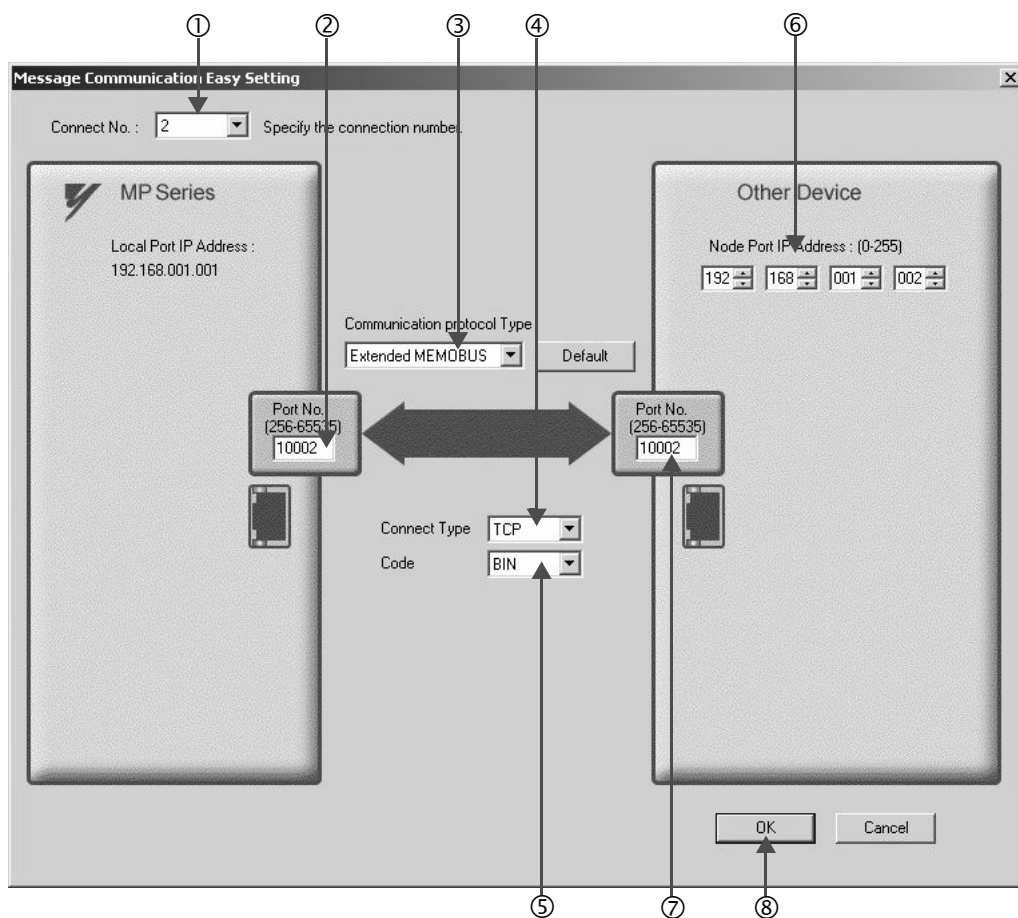 ① ② ③ ④ ⑥
Message Communication Easy Setting
Connect No. : 2 Specify the connection number.
MP Series
Local Port IP Address :
192.168.001.001
Other Device
Node Port IP Address : (0-255)
192 168 001 002
Communication protocol Type
Extended MEMOBUS Default
Port No.
(256-65535)
10002
Port No.
(256-65535)
10002
Connect Type TCP
Code BIN
OK Cancel
⑤ ⑦ ⑧